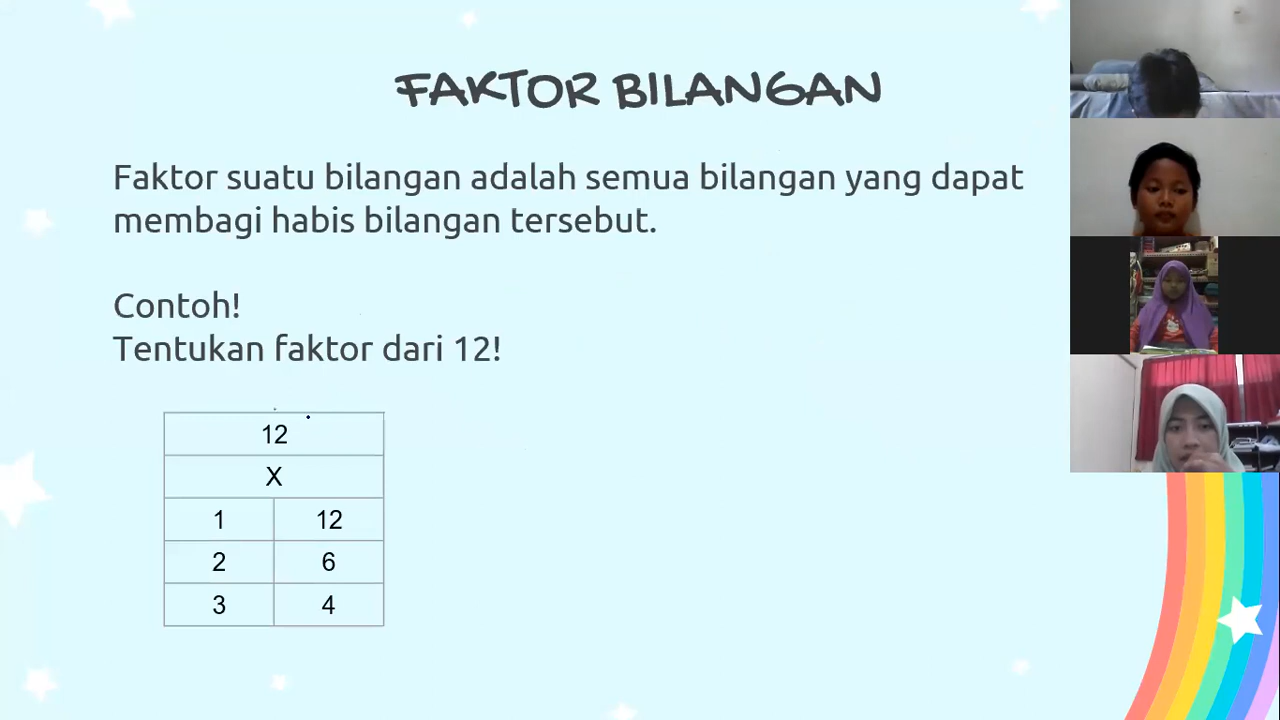 FAKTOR BILANGAN
Faktor suatu bilangan adalah semua bilangan yang dapat
membagi habis bilangan tersebut.
Contoh!
Tentukan faktor dari 12!
12
X
1 12
2 6
3 4